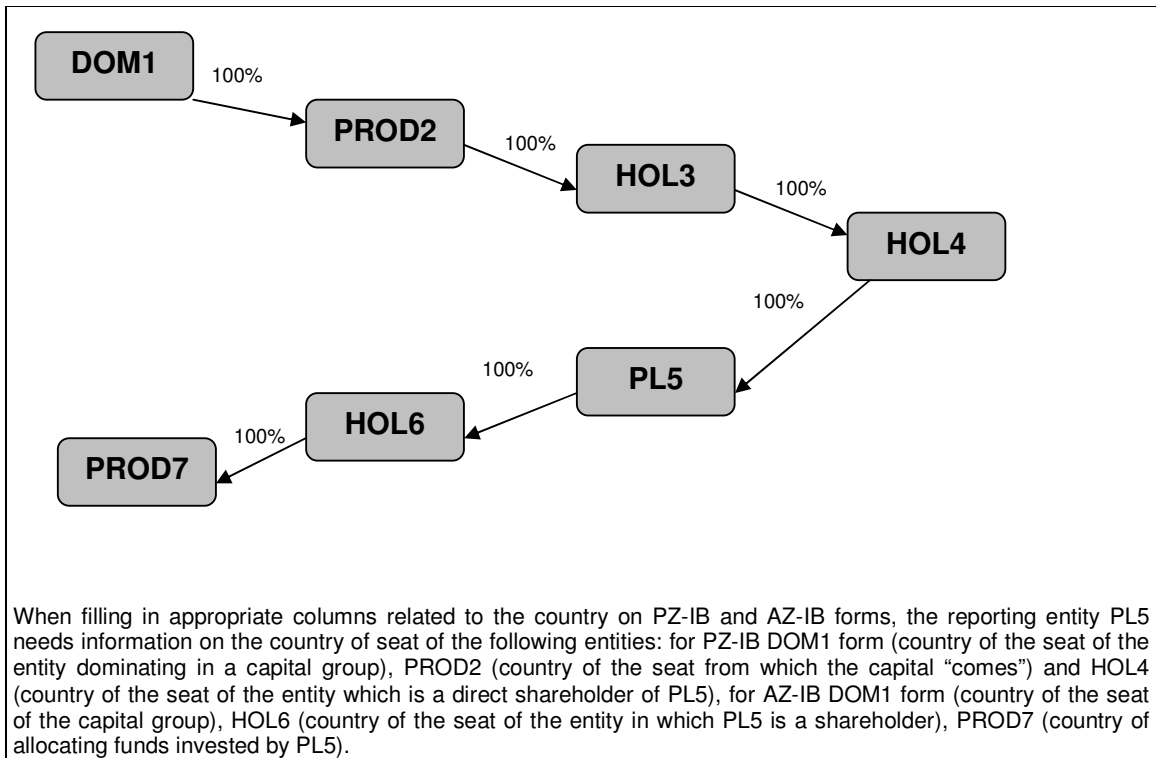 DOM1
100%
PROD2
100%
HOL3
100%
HOL4
100%
PL5
100%
HOL6
100%
PROD7
When filling in appropriate columns related to the country on PZ-IB and AZ-IB forms, the reporting entity PL5
needs information on the country of seat of the following entities: for PZ-IB DOM1 form (country of the seat of the
entity dominating in a capital group), PROD2 (country of the seat from which the capital “comes”) and HOL4
(country of the seat of the entity which is a direct shareholder of PL5), for AZ-IB DOM1 form (country of the seat
of the capital group), HOL6 (country of the seat of the entity in which PL5 is a shareholder), PROD7 (country of
allocating funds invested by PL5).